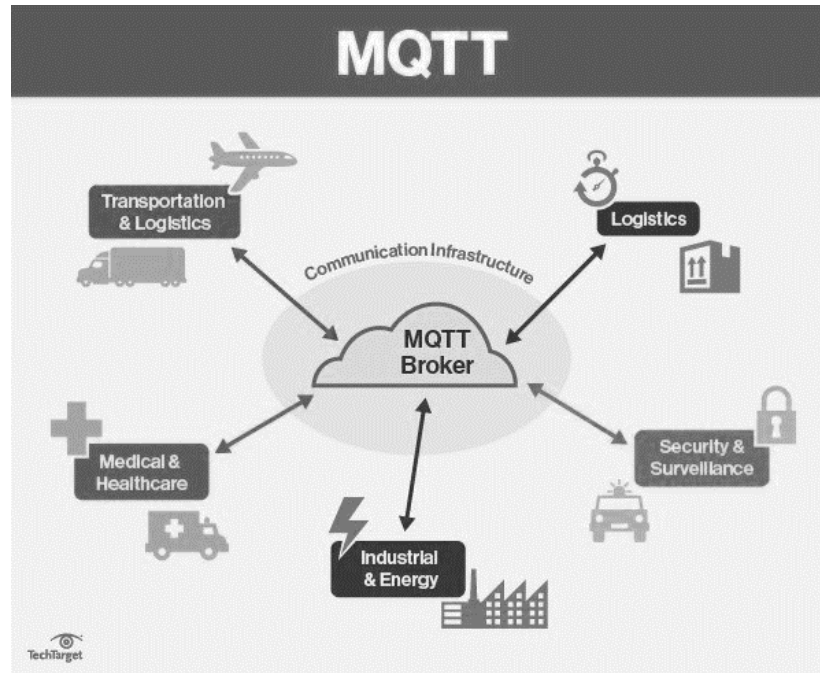 MQTT
Transportation
& Logistics
Logistics
Communication Infrastructure
MQTT
Broker
Medical &
Healthcare
Security &
Surveillance
Industrial
& Energy
TechTarget